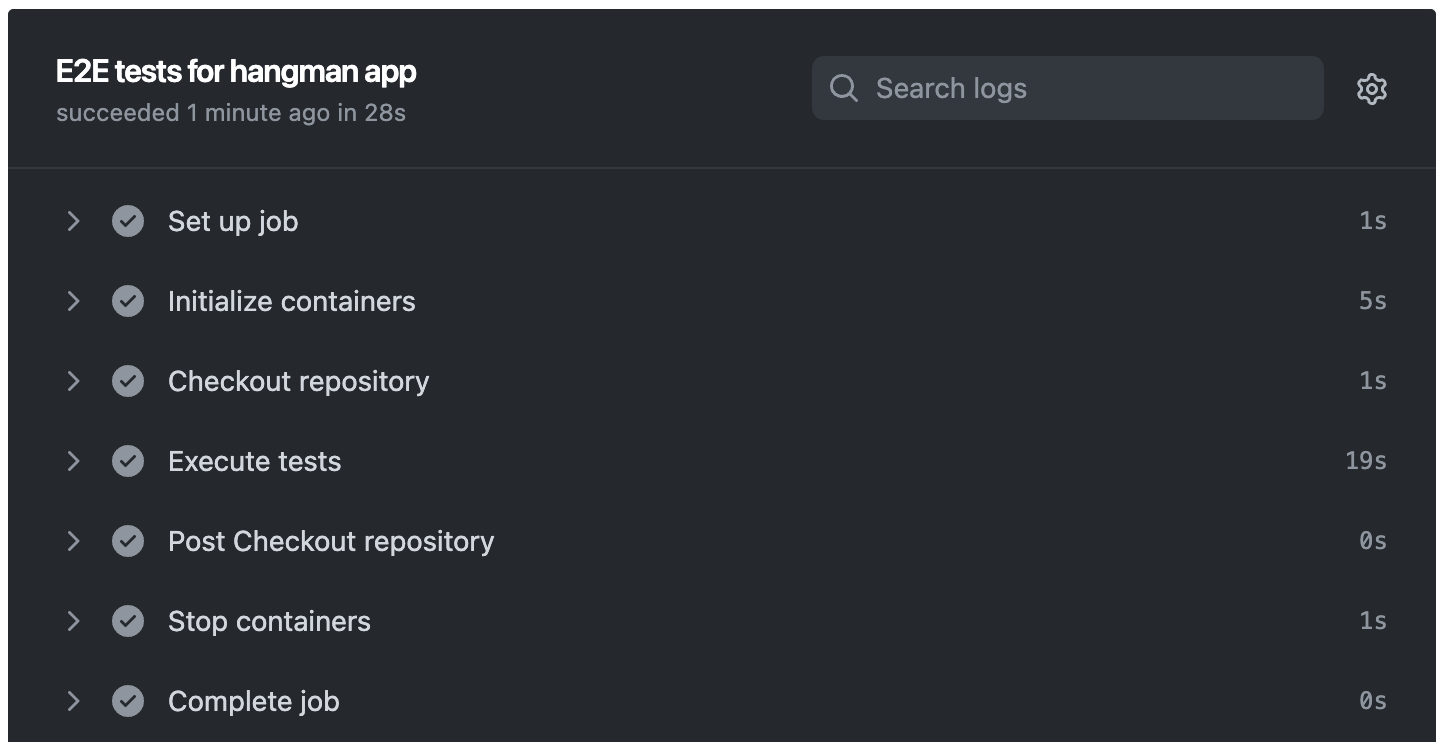 E2E tests for hangman app
succeeded 1 minute ago in 28s
Search logs
Set up job 1s
Initialize containers 5s
Checkout repository 1s
Execute tests 19s
Post Checkout repository 0s
Stop containers 1s
Complete job 0s